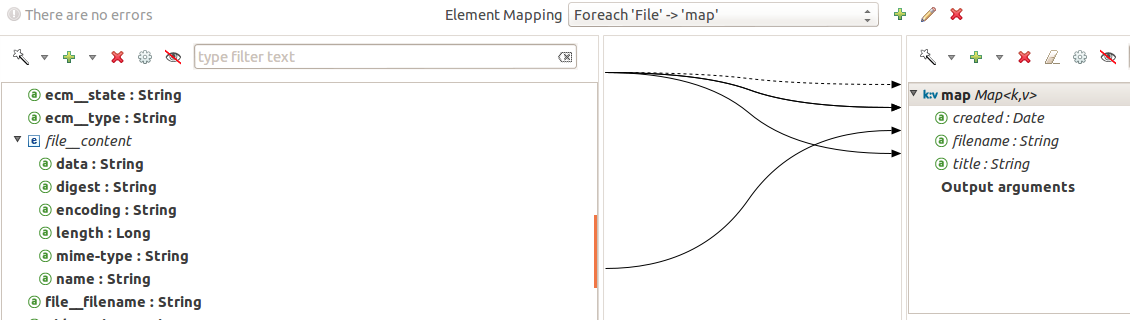 There are no errors
Element Mapping Foreach 'File' -> 'map'
type filter text
ecm__state : String
ecm__type : String
file__content
data : String
digest : String
encoding : String
length : Long
mime-type : String
name : String
file__filename : String
k:v map Map<k,v>
created : Date
filename : String
title : String
Output arguments